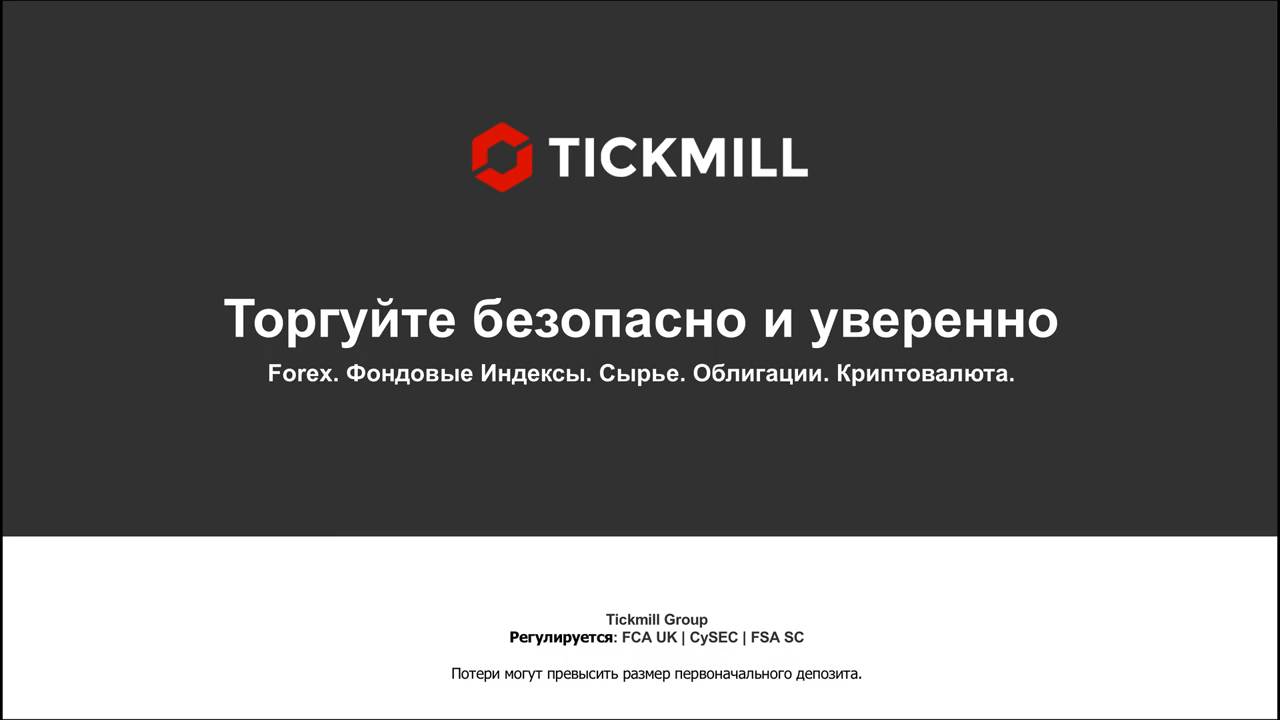 TICKMILL
Торгуйте безопасно и уверенно
Forex. Фондовые Индексы. Сырье. Облигации. Криптовалюта.
Tickmill Group
Регулируется: FCA UK | CySEC | FSA SC
Потери могут превысить размер первоначального депозита.